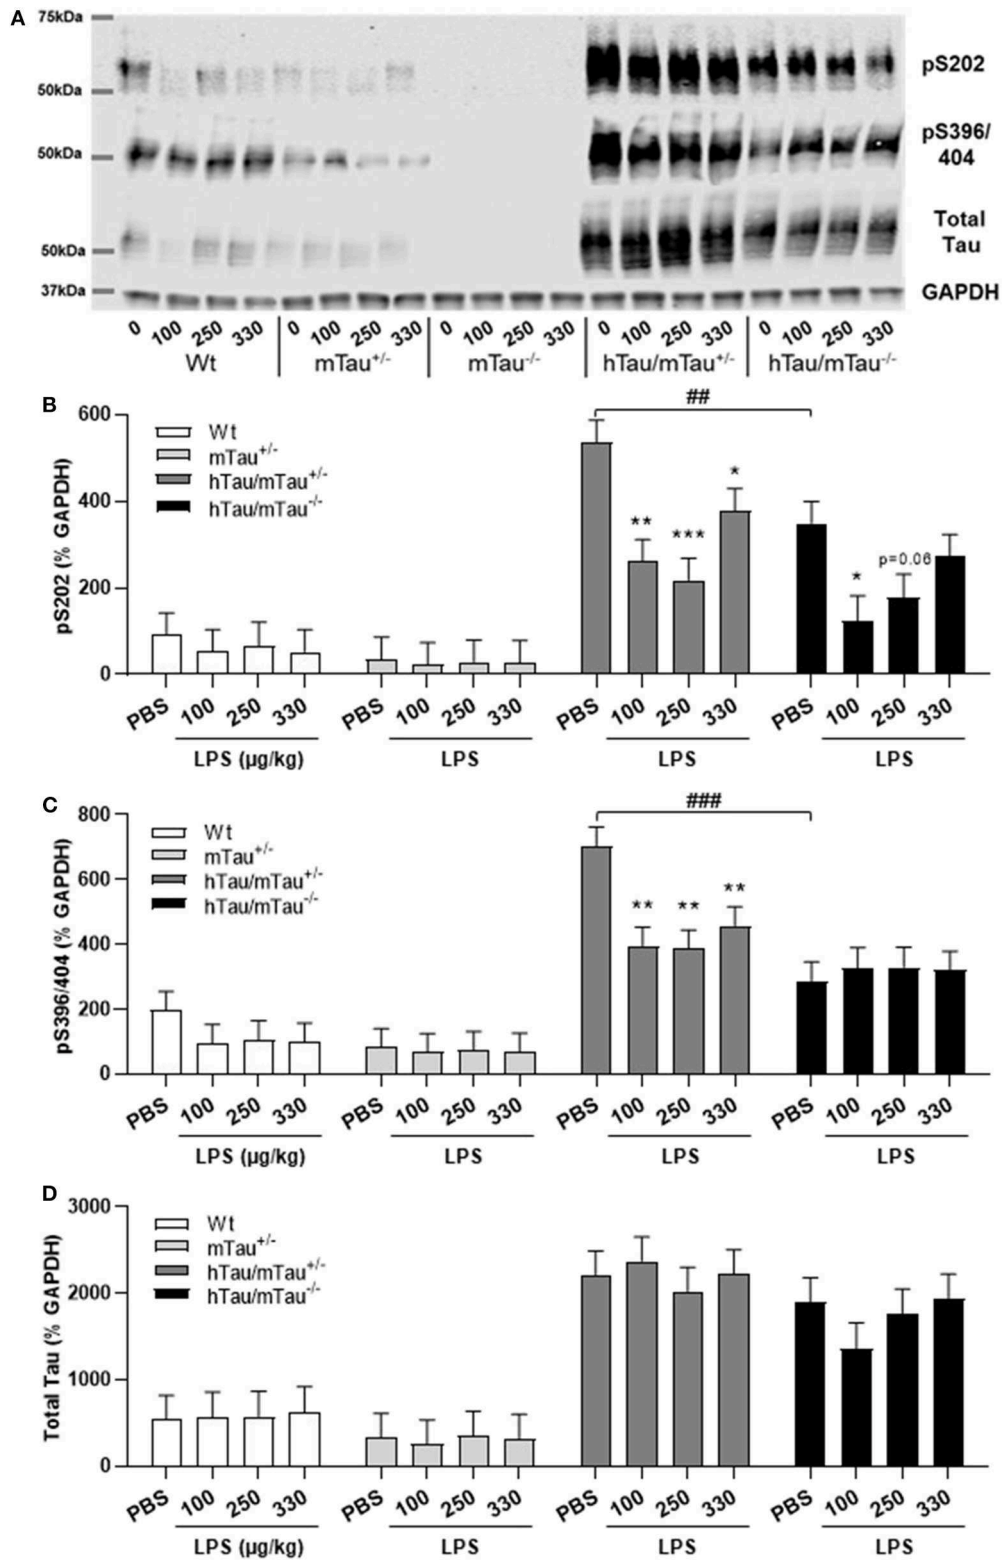 A
75kDa
50kDa
pS202
50kDa
pS396/
404
50kDa
Total
Tau
37kDa
GAPDH
0 100 250 330 0 100 250 330 0 100 250 330 0 100 250 330 0 100 250 330
Wt mTau+/- mTau-/- hTau/mTau+/- hTau/mTau-/-
B
pS202 (% GAPDH)
600
400
200
0
Wt
mTau+/-
hTau/mTau+/-
hTau/mTau-/-
##
** *** *
* p=0.06
PBS 100 250 330 PBS 100 250 330 PBS 100 250 330 PBS 100 250 330
LPS (µg/kg) LPS LPS LPS
C
pS396/404 (% GAPDH)
800
600
400
200
0
Wt
mTau+/-
hTau/mTau+/-
hTau/mTau-/-
###
** ** **
PBS 100 250 330 PBS 100 250 330 PBS 100 250 330 PBS 100 250 330
LPS (µg/kg) LPS LPS LPS
D
Total Tau (% GAPDH)
3000
2000
1000
0
Wt
mTau+/-
hTau/mTau+/-
hTau/mTau-/-
PBS 100 250 330 PBS 100 250 330 PBS 100 250 330 PBS 100 250 330
LPS (µg/kg) LPS LPS LPS